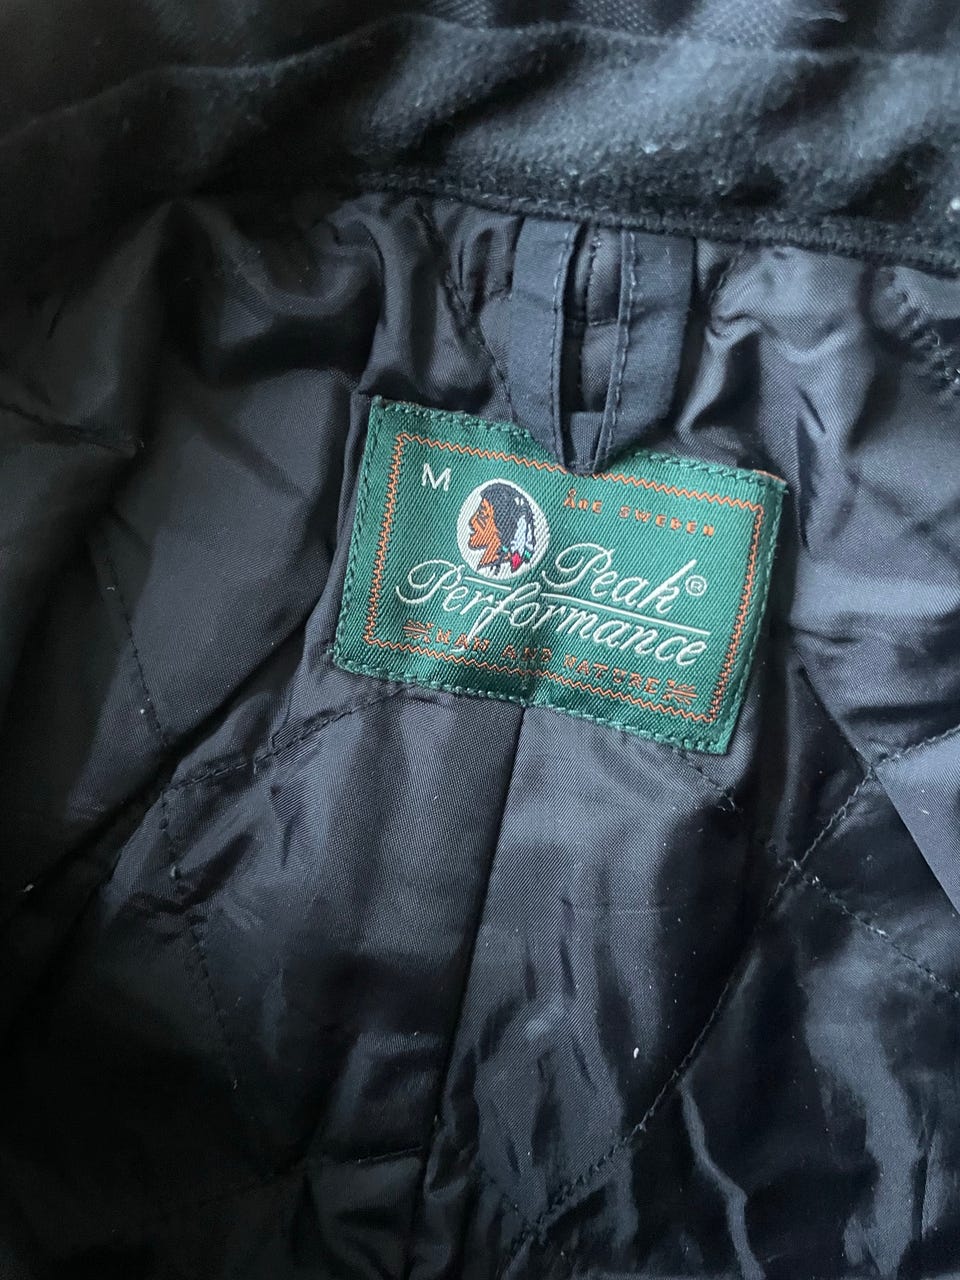 M
ÅRE SWEDEN
Peak®
Performance
MAN AND NATURE